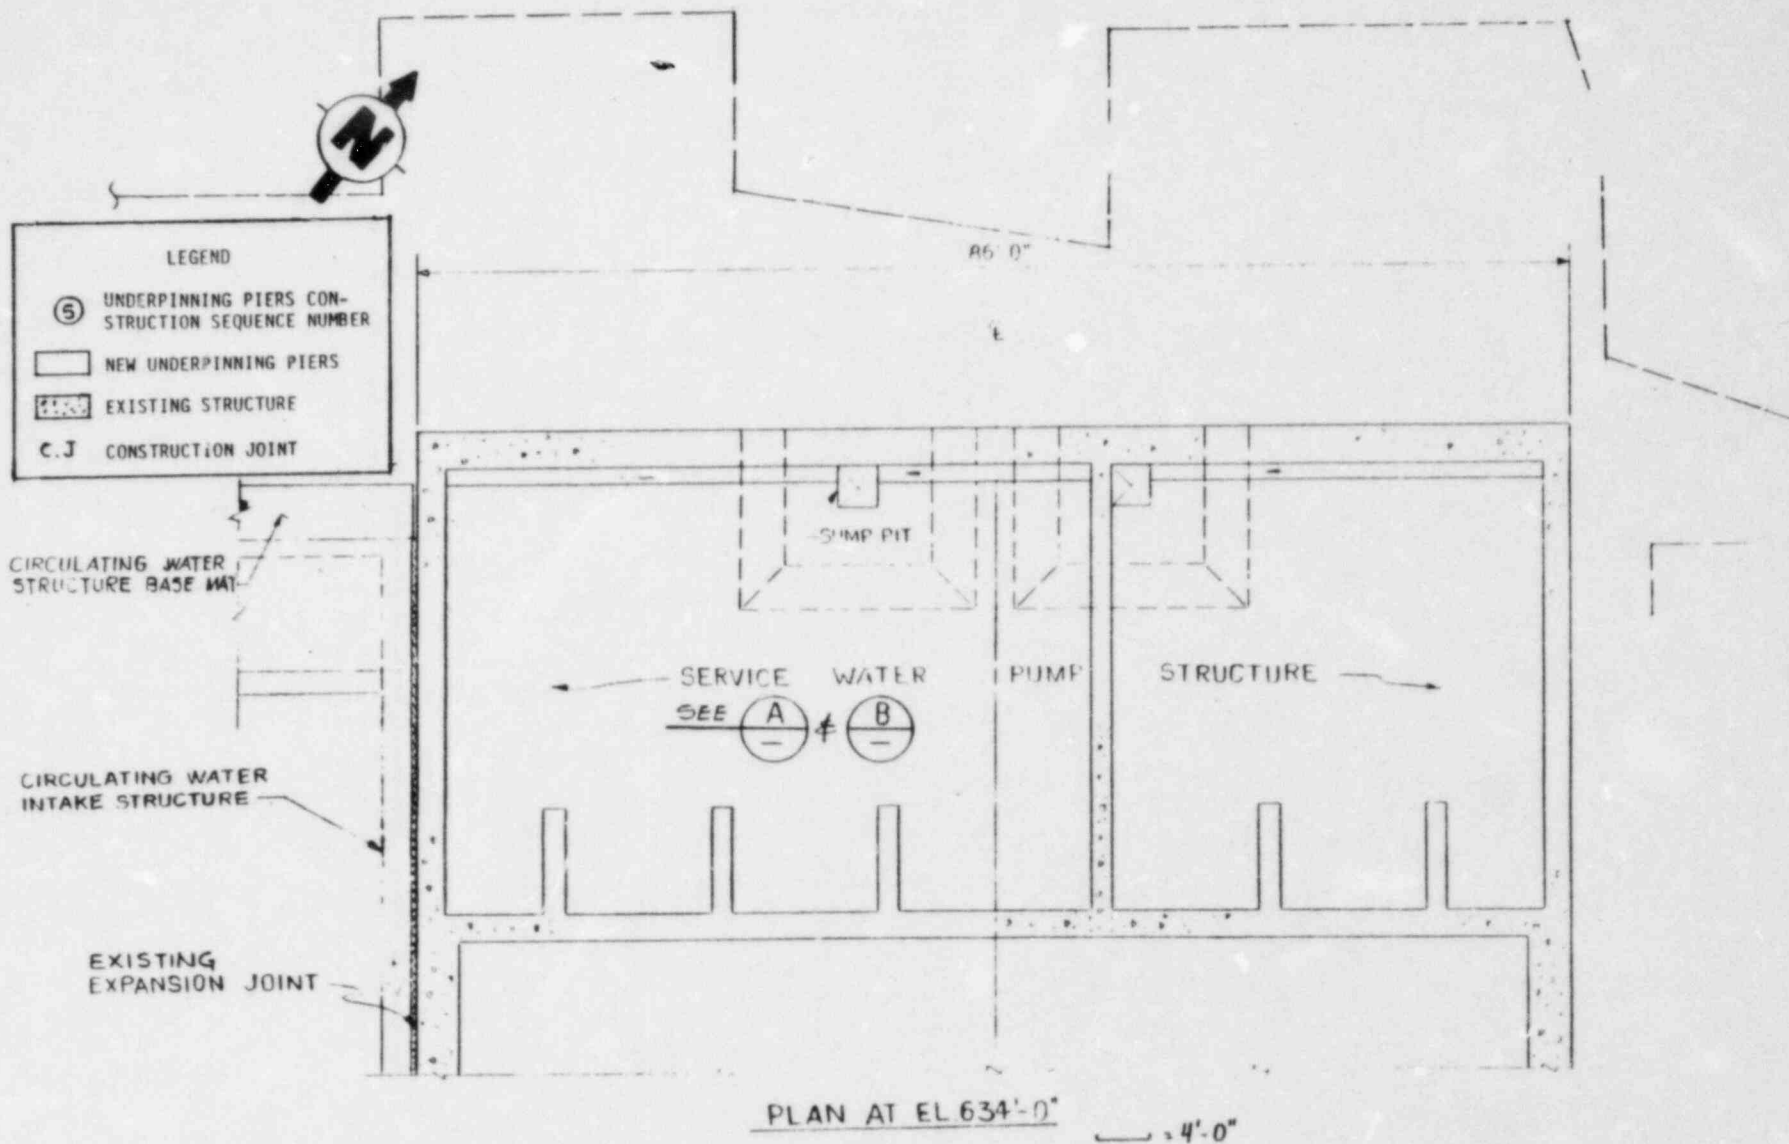 N
86'0"
LEGEND
5 UNDERPINNING PIERS CON-
STRUCTION SEQUENCE NUMBER
NEW UNDERPINNING PIERS
EXISTING STRUCTURE
C.J CONSTRUCTION JOINT
SUMP PIT
CIRCULATING WATER
STRUCTURE BASE MAT
SERVICE WATER PUMP STRUCTURE
SEE A & B
CIRCULATING WATER
INTAKE STRUCTURE
EXISTING
EXPANSION JOINT
PLAN AT EL 634'-0"
= 4'-0"